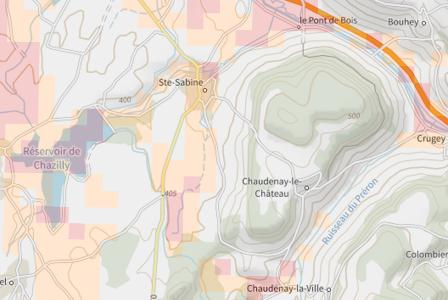 le Pont de Bois
Bouhey
Ste-Sabine
400
500
Crugey
Réservoir de
Chazilly
Chaudenay-le-
Château
405
Ruisseau du Préron
Colombier
el
Chaudenay-la-Ville